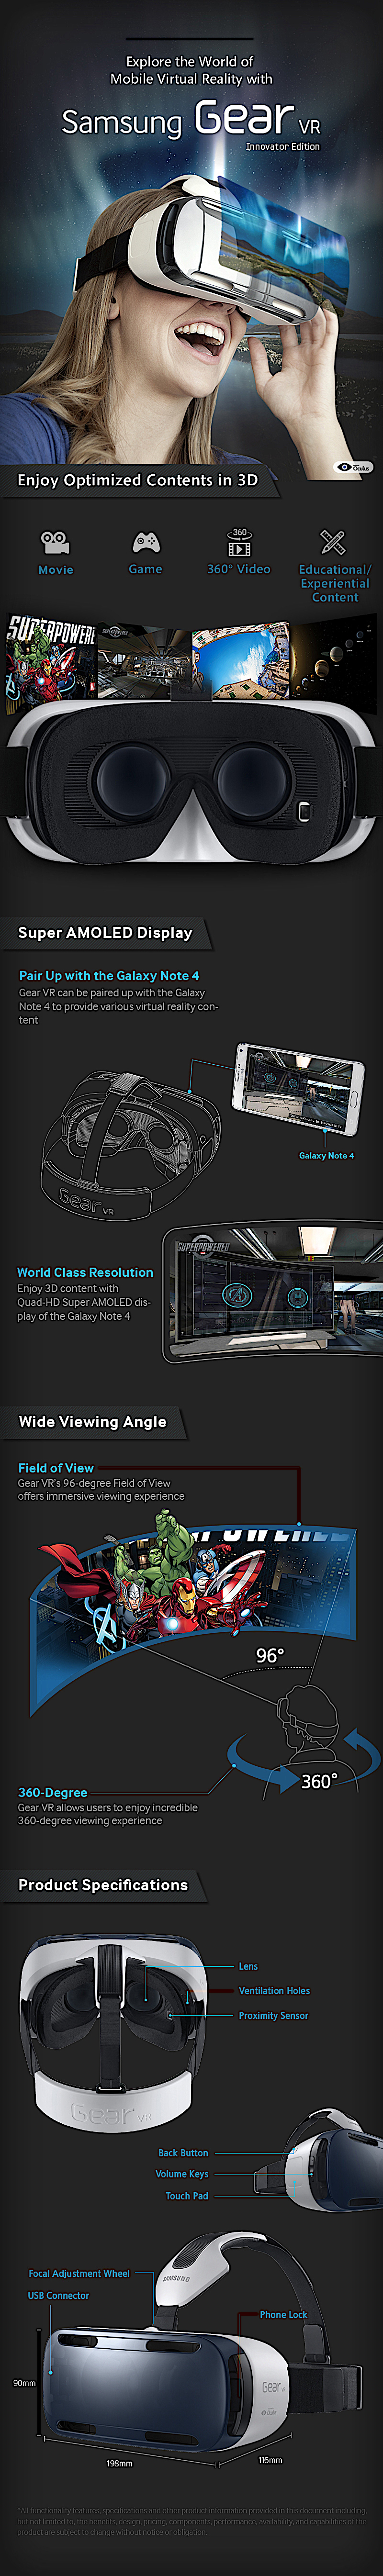 Explore the World of
Mobile Virtual Reality with
Samsung Gear VR
Innovator Edition
Oculus
Enjoy Optimized Contents in 3D
360
Movie
Game
360° Video
Educational/
Experiential
Content
SUPERPOWERE
Super AMOLED Display
Pair Up with the Galaxy Note 4
Gear VR can be paired up with the Galaxy
Note 4 to provide various virtual reality con-
tent
Galaxy Note 4
Gear VR
SUPERPOWERED
World Class Resolution
Enjoy 3D content with
Quad-HD Super AMOLED dis-
play of the Galaxy Note 4
Wide Viewing Angle
Field of View
Gear VR's 96-degree Field of View
offers immersive viewing experience
96°
360°
360-Degree
Gear VR allows users to enjoy incredible
360-degree viewing experience
Product Specifications
Lens
Ventilation Holes
Proximity Sensor
Gear VR
Back Button
Volume Keys
Touch Pad
SAMSUNG
Focal Adjustment Wheel
USB Connector
Phone Lock
Gear VR
Oculus
90mm
198mm
116mm
*All functionality features, specifications and other product information provided in this document including,
but not limited to, the benefits, design, pricing, components, performance, availability, and capabilities of the
product are subject to change without notice or obligation.